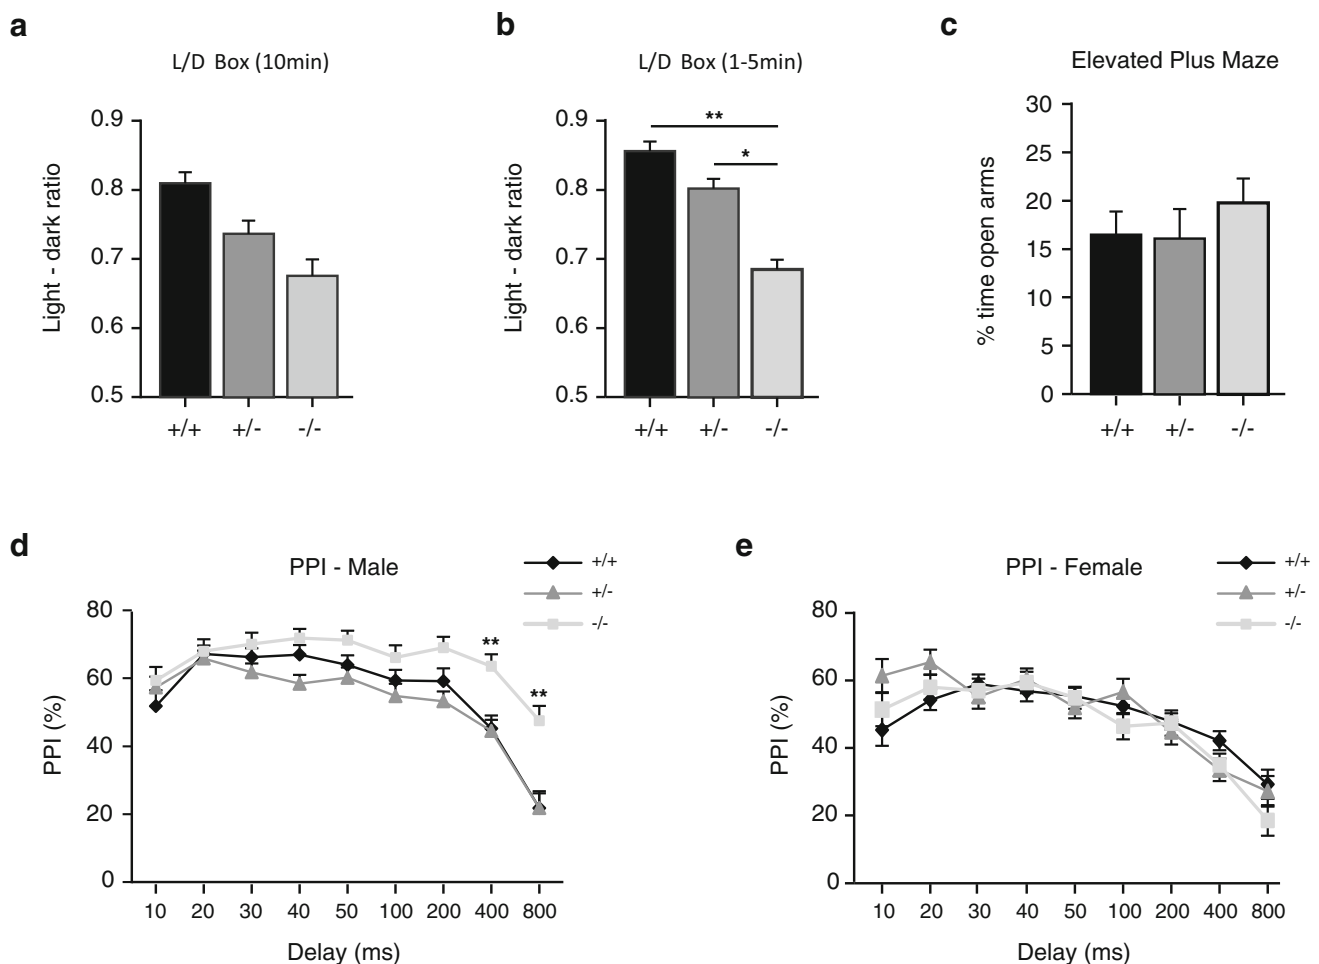 a
L/D Box (10min)
Light - dark ratio
0.9
0.8
0.7
0.6
0.5
+/+ +/- -/-
b
L/D Box (1-5min)
Light - dark ratio
0.9
0.8
0.7
0.6
0.5
**
*
+/+ +/- -/-
c
Elevated Plus Maze
% time open arms
30
25
20
15
10
5
0
+/+ +/- -/-
d
PPI - Male
+/+
+/-
-/-
PPI (%)
80
60
40
20
0
**
**
10 20 30 40 50 100 200 400 800
Delay (ms)
e
PPI - Female
+/+
+/-
-/-
PPI (%)
80
60
40
20
0
10 20 30 40 50 100 200 400 800
Delay (ms)